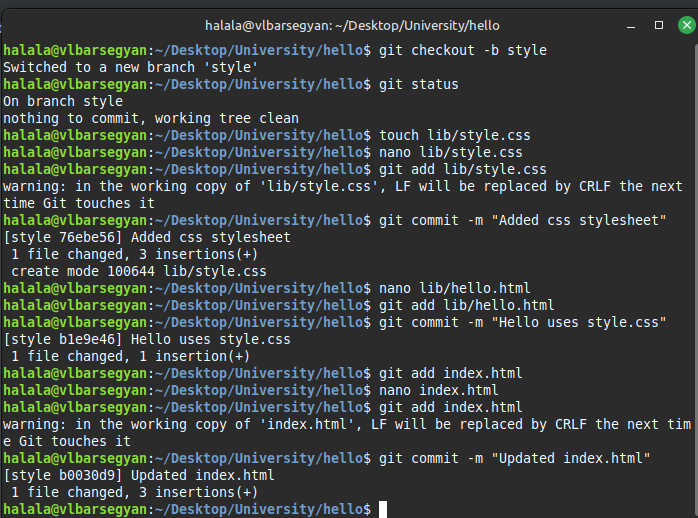 halala@vlbarsegyan: ~/Desktop/University/hello
halala@vlbarsegyan:~/Desktop/University/hello$ git checkout -b style
Switched to a new branch 'style'
halala@vlbarsegyan:~/Desktop/University/hello$ git status
On branch style
nothing to commit, working tree clean
halala@vlbarsegyan:~/Desktop/University/hello$ touch lib/style.css
halala@vlbarsegyan:~/Desktop/University/hello$ nano lib/style.css
halala@vlbarsegyan:~/Desktop/University/hello$ git add lib/style.css
warning: in the working copy of 'lib/style.css', LF will be replaced by CRLF the next
time Git touches it
halala@vlbarsegyan:~/Desktop/University/hello$ git commit -m "Added css stylesheet"
[style 76ebe56] Added css stylesheet
 1 file changed, 3 insertions(+)
 create mode 100644 lib/style.css
halala@vlbarsegyan:~/Desktop/University/hello$ nano lib/hello.html
halala@vlbarsegyan:~/Desktop/University/hello$ git add lib/hello.html
halala@vlbarsegyan:~/Desktop/University/hello$ git commit -m "Hello uses style.css"
[style b1e9e46] Hello uses style.css
 1 file changed, 1 insertion(+)
halala@vlbarsegyan:~/Desktop/University/hello$ git add index.html
halala@vlbarsegyan:~/Desktop/University/hello$ nano index.html
halala@vlbarsegyan:~/Desktop/University/hello$ git add index.html
warning: in the working copy of 'index.html', LF will be replaced by CRLF the next tim
e Git touches it
halala@vlbarsegyan:~/Desktop/University/hello$ git commit -m "Updated index.html"
[style b0030d9] Updated index.html
 1 file changed, 3 insertions(+)
halala@vlbarsegyan:~/Desktop/University/hello$